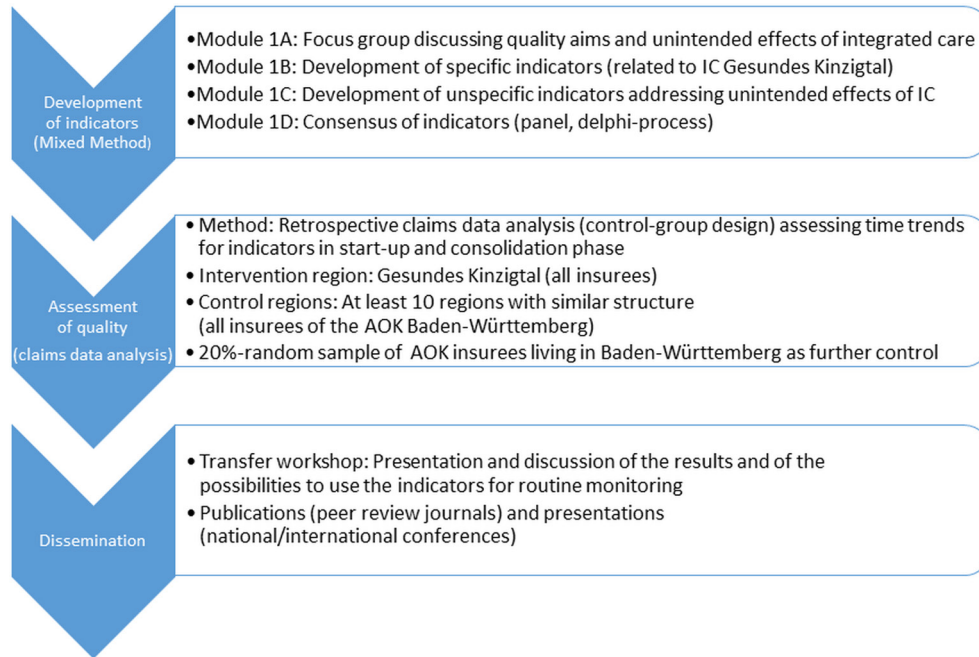 Development
of indicators
(Mixed Method)
•Module 1A: Focus group discussing quality aims and unintended effects of integrated care
•Module 1B: Development of specific indicators (related to IC Gesundes Kinzigtal)
•Module 1C: Development of unspecific indicators addressing unintended effects of IC
•Module 1D: Consensus of indicators (panel, delphi-process)
Assessment
of quality
(claims data analysis)
•Method: Retrospective claims data analysis (control-group design) assessing time trends
for indicators in start-up and consolidation phase
•Intervention region: Gesundes Kinzigtal (all insurees)
•Control regions: At least 10 regions with similar structure
(all insurees of the AOK Baden-Württemberg)
•20%-random sample of AOK insurees living in Baden-Württemberg as further control
Dissemination
•Transfer workshop: Presentation and discussion of the results and of the
possibilities to use the indicators for routine monitoring
•Publications (peer review journals) and presentations
(national/international conferences)